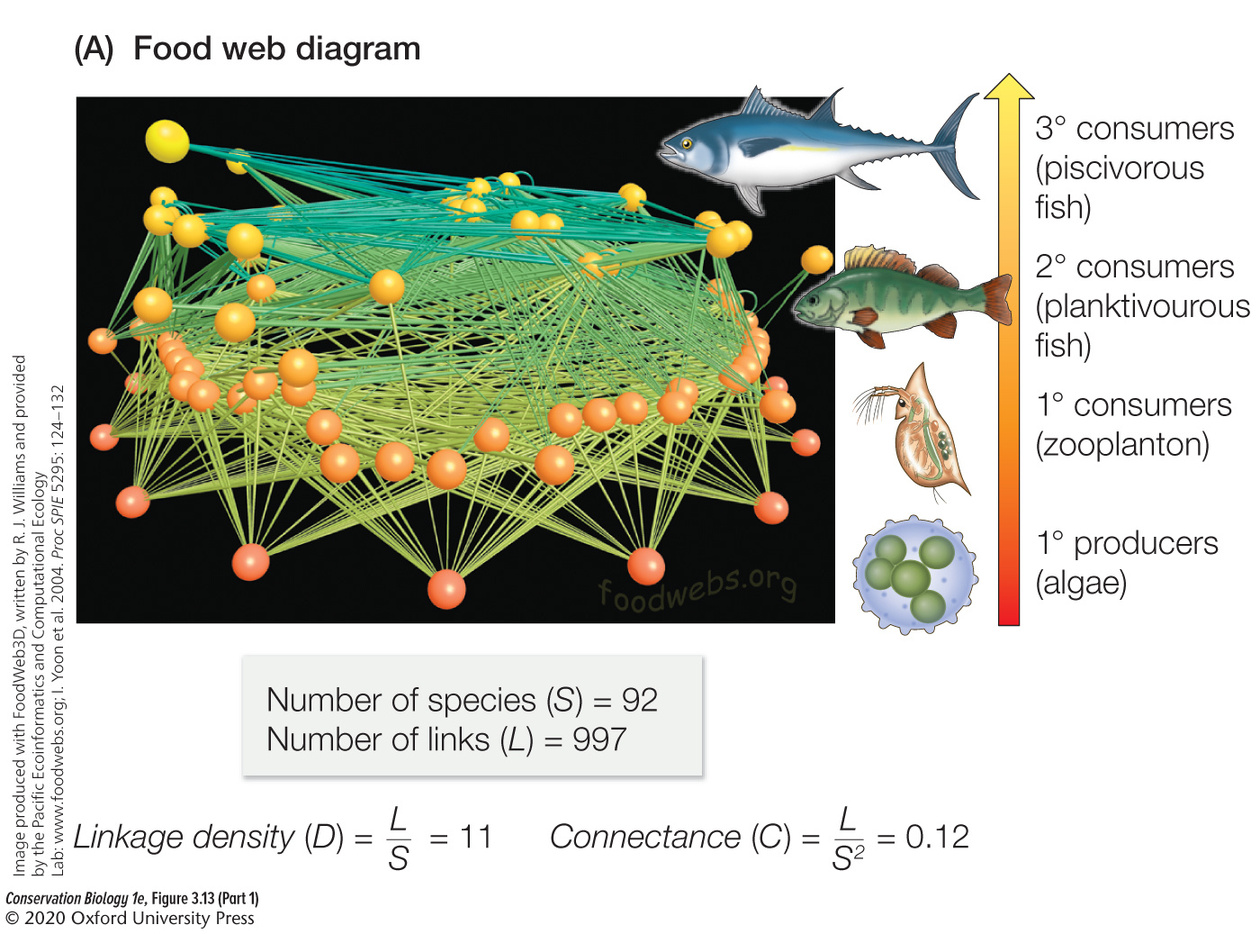 (A) Food web diagram
3° consumers
(piscivorous
fish)
2° consumers
(planktivourous
fish)
1° consumers
(zooplanton)
1° producers
(algae)
foodwebs.org
Number of species (S) = 92
Number of links (L) = 997
Linkage density (D) = L/S = 11
Connectance (C) = L/S² = 0.12
Image produced with FoodWeb3D, written by R. J. Williams and provided
by the Pacific Ecoinformatics and Computational Ecology
Lab: www.foodwebs.org; I. Yoon et al. 2004. Proc SPIE 5295: 124–132
Conservation Biology 1e, Figure 3.13 (Part 1)
© 2020 Oxford University Press